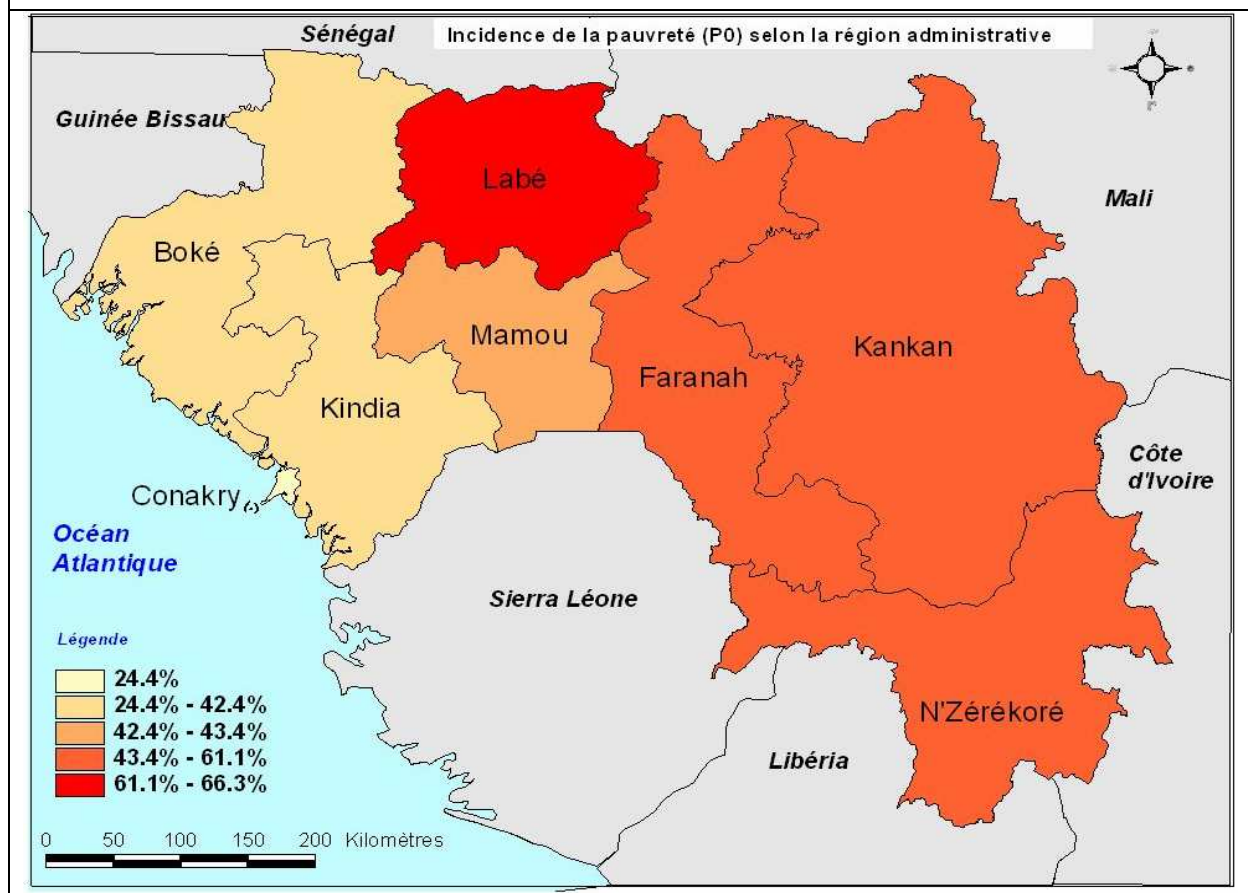 Incidence de la pauvreté (P0) selon la région administrative
Sénégal
Guinée Bissau
Labé
Mali
Boké
Mamou
Kankan
Faranah
Kindia
Côte
d'Ivoire
Conakry
Océan
Atlantique
Sierra Léone
Légende
24.4%
24.4% - 42.4%
42.4% - 43.4%
43.4% - 61.1%
61.1% - 66.3%
N'Zérékoré
Libéria
0 50 100 150 200 Kilomètres